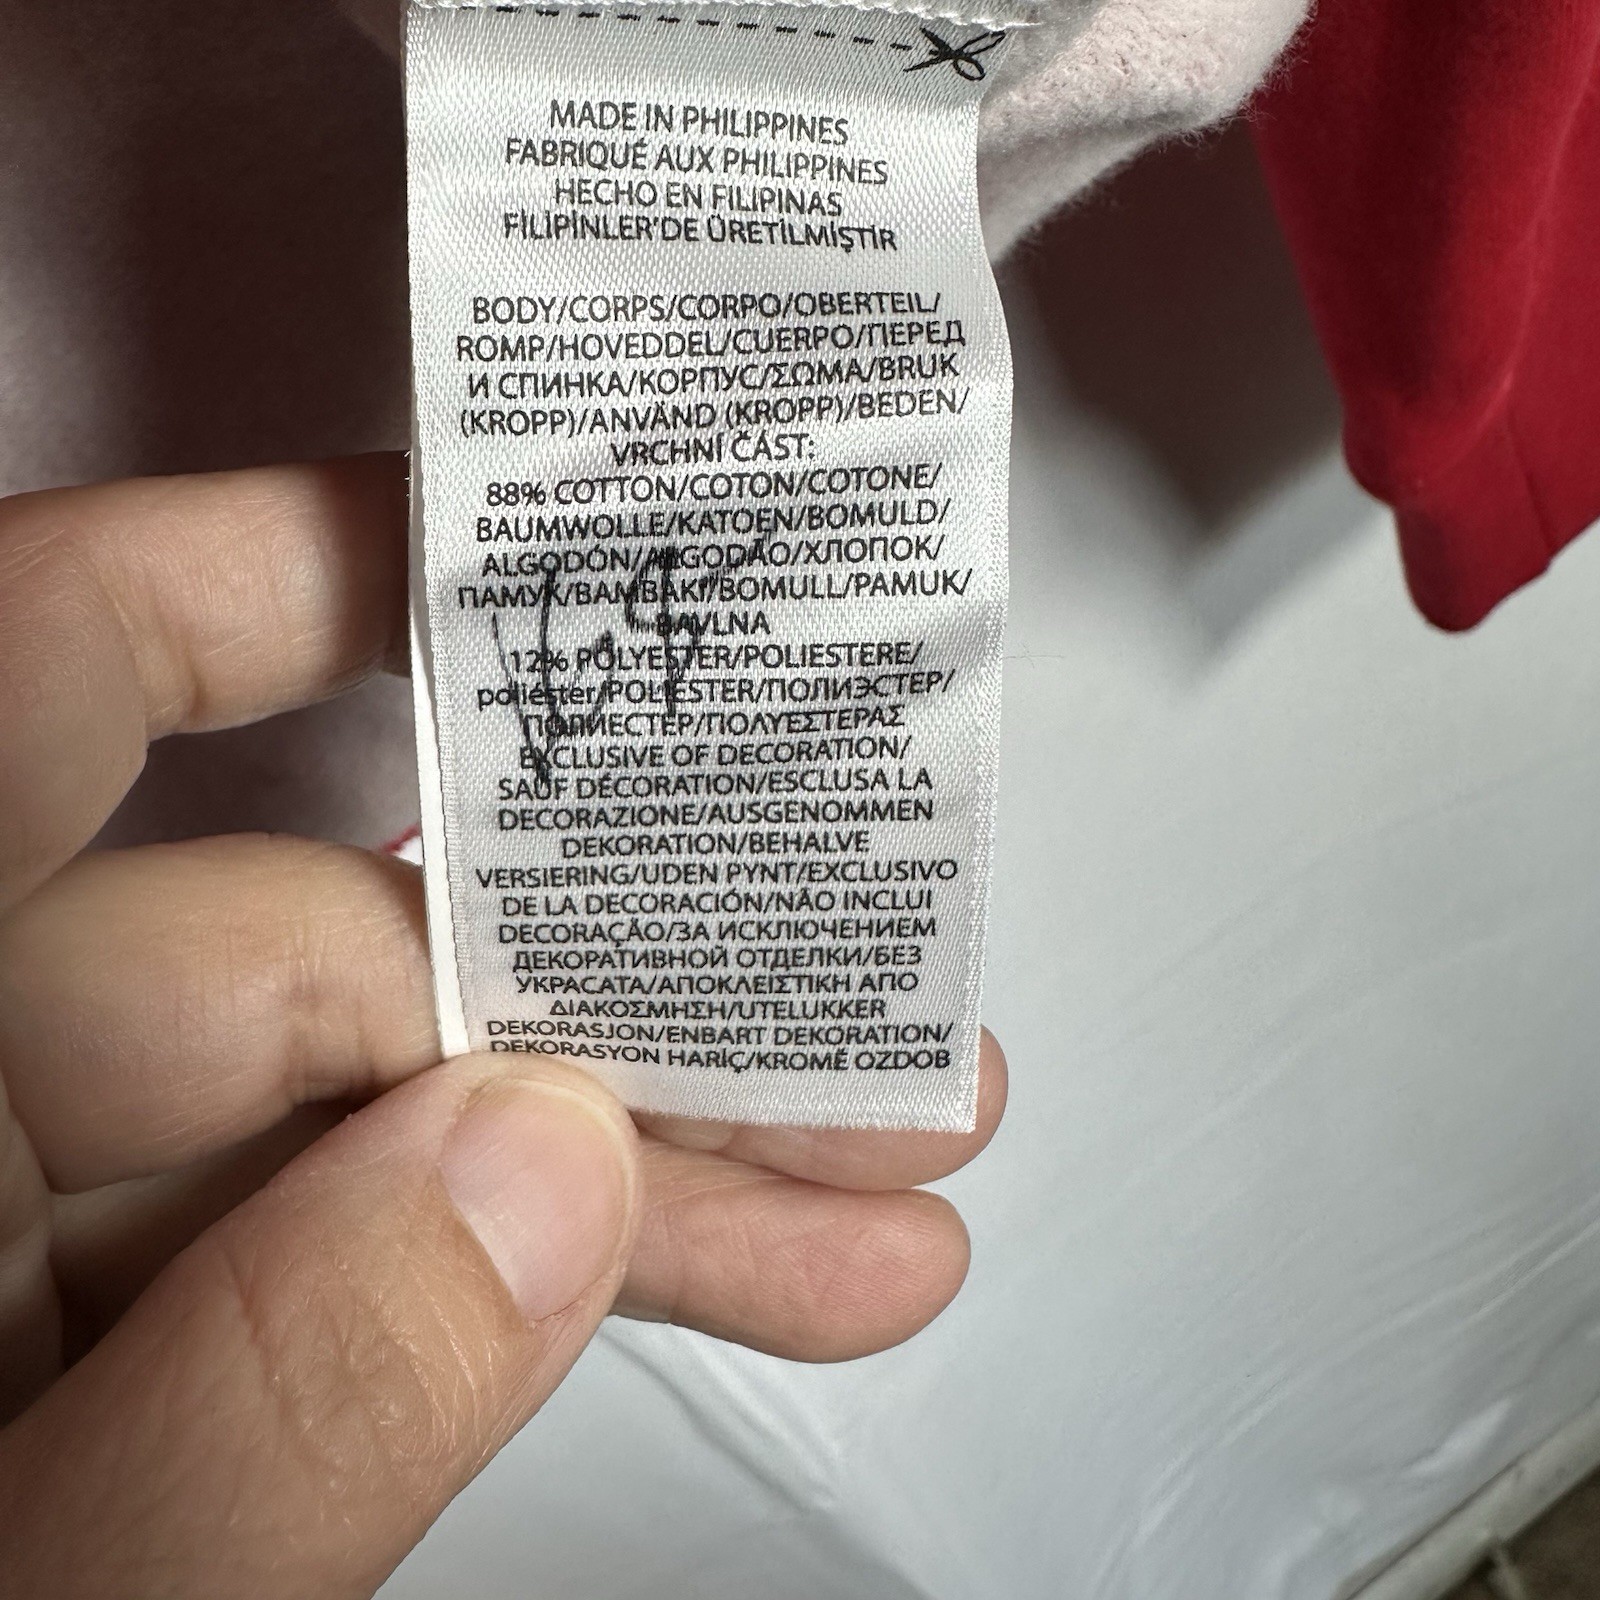 MADE IN PHILIPPINES
FABRIQUÉ AUX PHILIPPINES
HECHO EN FILIPINAS
FİLİPİNLER'DE ÜRETİLMİŞTİR
BODY/CORPS/CORPO/OBERTEIL/
ROMP/HOVEDDEL/CUERPO/ПЕРЕД
И СПИНКА/КОРПУС/ΣΩΜΑ/BRUK
(KROPP)/ANVÄND (KROPP)/BEDEN/
VRCHNÍ ČÁST:
88% COTTON/COTON/COTONE/
BAUMWOLLE/KATOEN/BOMULD/
ALGODÓN/ALGODÃO/ХЛОПОК/
ПАМУК/BAMBAKI/BOMULL/PAMUK/
BAVLNA
12% POLYESTER/POLIESTERE/
poliéster/POLIESTER/ПОЛИЭСТЕР/
ПОЛИЕСТЕР/ΠΟΛΥΕΣΤΕΡΑΣ
EXCLUSIVE OF DECORATION/
SAUF DÉCORATION/ESCLUSA LA
DECORAZIONE/AUSGENOMMEN
DEKORATION/BEHALVE
VERSIERING/UDEN PYNT/EXCLUSIVO
DE LA DECORACIÓN/NÃO INCLUI
DECORAÇÃO/ЗА ИСКЛЮЧЕНИЕМ
ДЕКОРАТИВНОЙ ОТДЕЛКИ/БЕЗ
УКРАСАТА/ΑΠΟΚΛΕΙΣΤΙΚΗ ΑΠΟ
ΔΙΑΚΟΣΜΗΣΗ/UTELUKKER
DEKORASJON/ENBART DEKORATION/
DEKORASYON HARİÇ/KROMĚ OZDOB